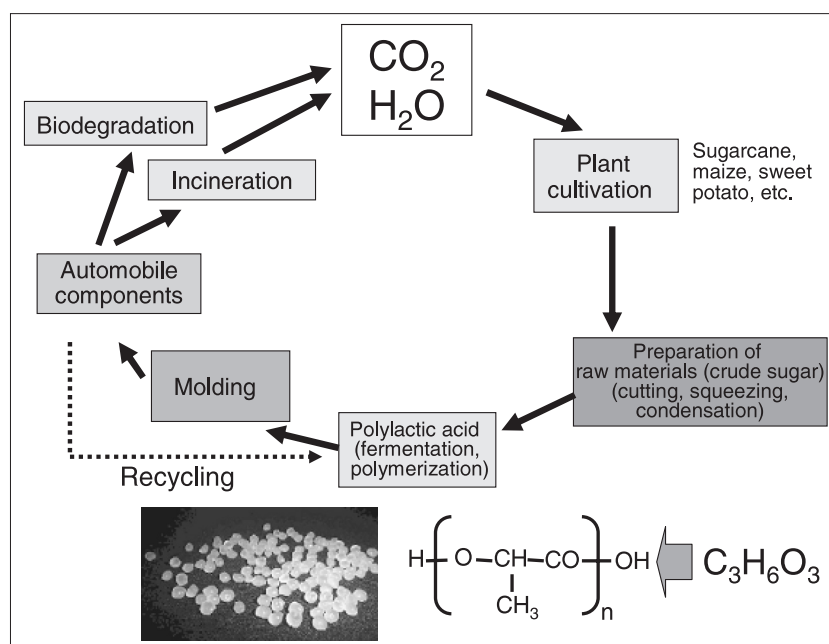 CO2
H2O
Biodegradation
Incineration
Plant
cultivation
Sugarcane,
maize, sweet
potato, etc.
Automobile
components
Molding
Preparation of
raw materials (crude sugar)
(cutting, squeezing,
condensation)
Polylactic acid
(fermentation,
polymerization)
Recycling
H O CH CO OH
CH3
n
C3H6O3